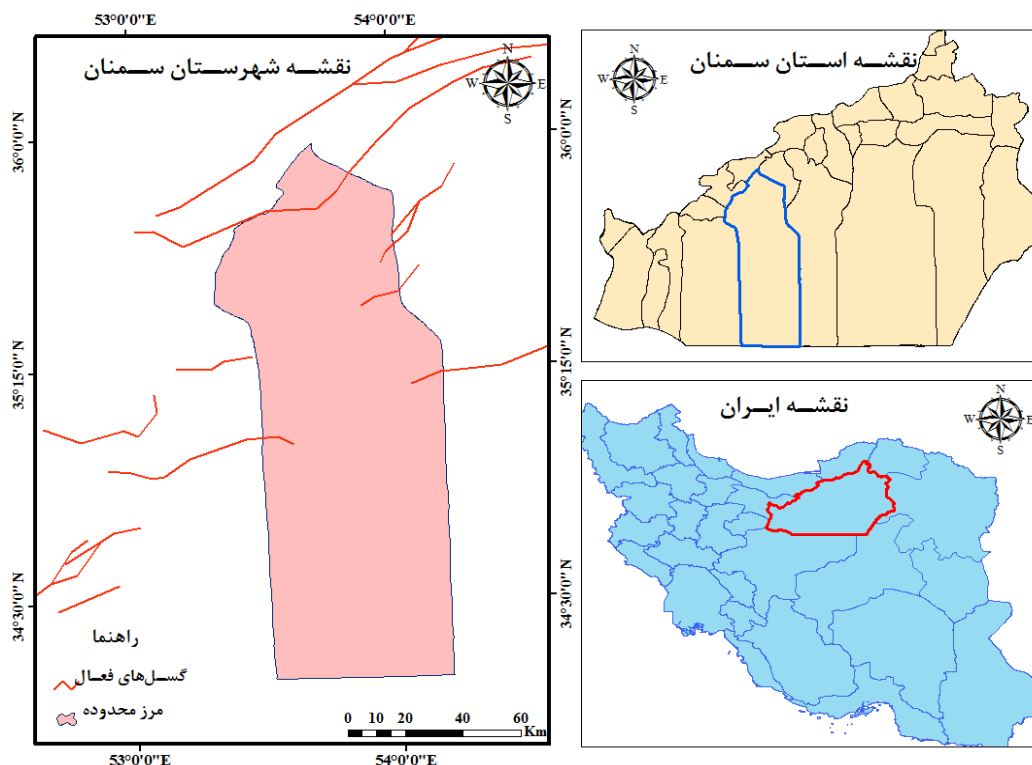 53°0'0"E
54°0'0"E
نقشه شهرستان سمنان
N
W
E
S
36°0'0"N
35°15'0"N
34°30'0"N
راهنما
گسل‌های فعال
مرز محدوده
0 5 10 20 40 60
Km
53°0'0"E
54°0'0"E
نقشه استان سمنان
N
W
E
S
36°0'0"N
35°15'0"N
نقشه ایران
N
W
E
S
34°30'0"N